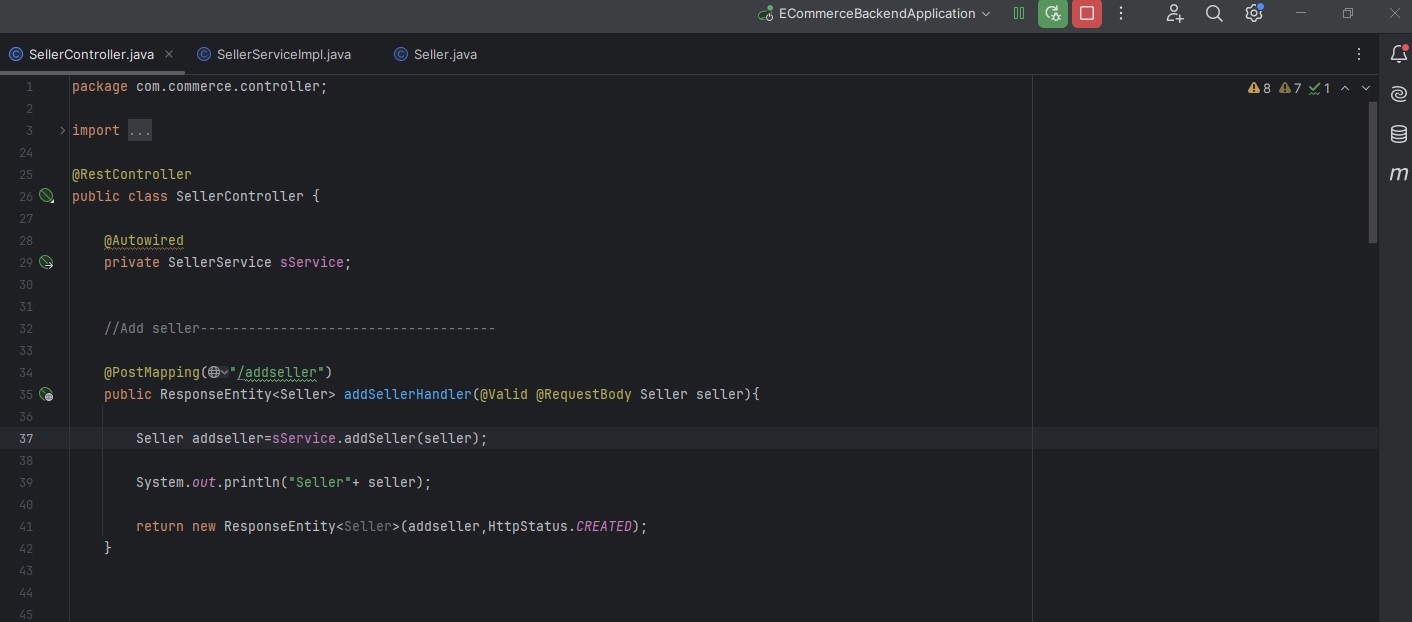 ECommerceBackendApplication
SellerController.java SellerServiceImpl.java Seller.java
8 7 1
1 package com.commerce.controller;
2
3 import ...
24
25 @RestController
26 public class SellerController {
27
28 @Autowired
29 private SellerService sService;
30
31
32 //Add seller-------------------------------------
33
34 @PostMapping("/addseller")
35 public ResponseEntity<Seller> addSellerHandler(@Valid @RequestBody Seller seller){
36
37 Seller addseller=sService.addSeller(seller);
38
39 System.out.println("Seller"+ seller);
40
41 return new ResponseEntity<Seller>(addseller,HttpStatus.CREATED);
42 }
43
44
45
m